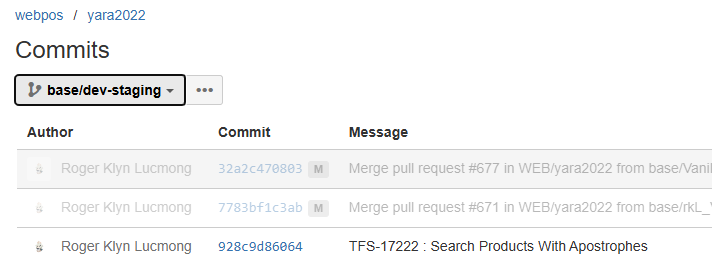 webpos / yara2022
Commits
base/dev-staging
Author Commit Message
Roger Klyn Lucmong 32a2c470803 M Merge pull request #677 in WEB/yara2022 from base/Vanil
Roger Klyn Lucmong 7783bf1c3ab M Merge pull request #671 in WEB/yara2022 from base/rkL_
Roger Klyn Lucmong 928c9d86064 TFS-17222 : Search Products With Apostrophes